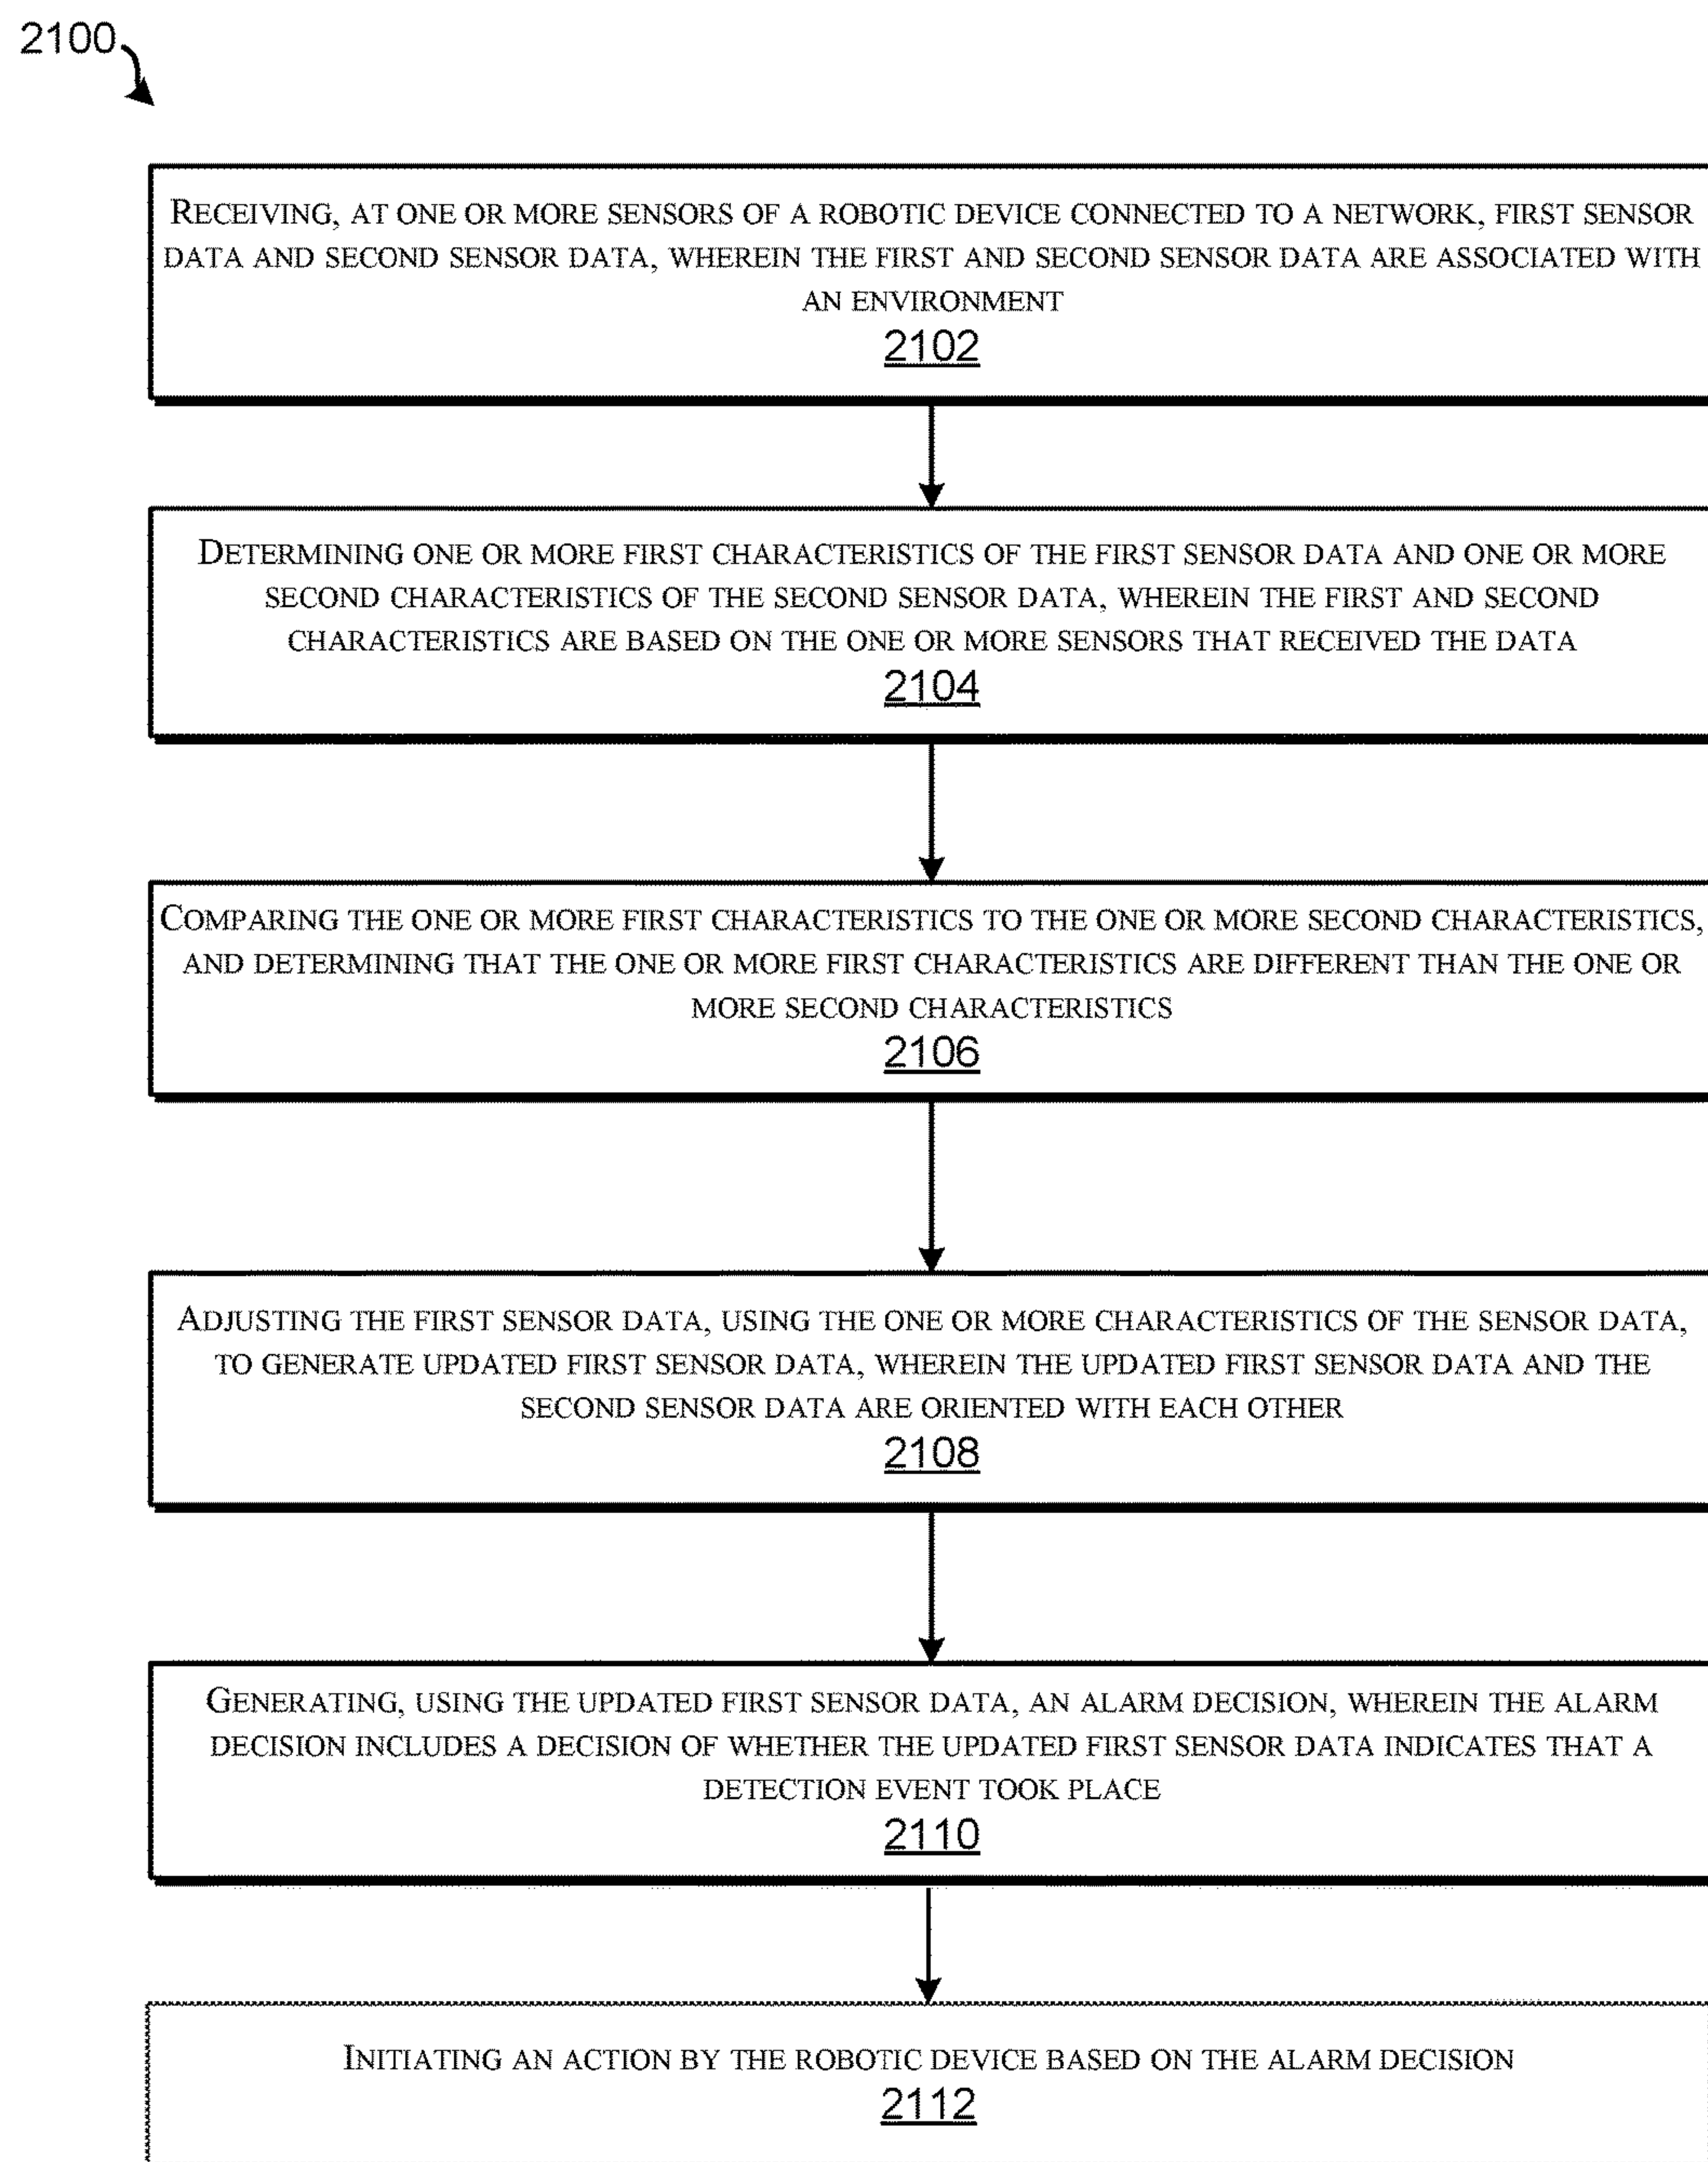 2100
RECEIVING, AT ONE OR MORE SENSORS OF A ROBOTIC DEVICE CONNECTED TO A NETWORK, FIRST SENSOR
DATA AND SECOND SENSOR DATA, WHEREIN THE FIRST AND SECOND SENSOR DATA ARE ASSOCIATED WITH
AN ENVIRONMENT
2102
DETERMINING ONE OR MORE FIRST CHARACTERISTICS OF THE FIRST SENSOR DATA AND ONE OR MORE
SECOND CHARACTERISTICS OF THE SECOND SENSOR DATA, WHEREIN THE FIRST AND SECOND
CHARACTERISTICS ARE BASED ON THE ONE OR MORE SENSORS THAT RECEIVED THE DATA
2104
COMPARING THE ONE OR MORE FIRST CHARACTERISTICS TO THE ONE OR MORE SECOND CHARACTERISTICS,
AND DETERMINING THAT THE ONE OR MORE FIRST CHARACTERISTICS ARE DIFFERENT THAN THE ONE OR
MORE SECOND CHARACTERISTICS
2106
ADJUSTING THE FIRST SENSOR DATA, USING THE ONE OR MORE CHARACTERISTICS OF THE SENSOR DATA,
TO GENERATE UPDATED FIRST SENSOR DATA, WHEREIN THE UPDATED FIRST SENSOR DATA AND THE
SECOND SENSOR DATA ARE ORIENTED WITH EACH OTHER
2108
GENERATING, USING THE UPDATED FIRST SENSOR DATA, AN ALARM DECISION, WHEREIN THE ALARM
DECISION INCLUDES A DECISION OF WHETHER THE UPDATED FIRST SENSOR DATA INDICATES THAT A
DETECTION EVENT TOOK PLACE
2110
INITIATING AN ACTION BY THE ROBOTIC DEVICE BASED ON THE ALARM DECISION
2112